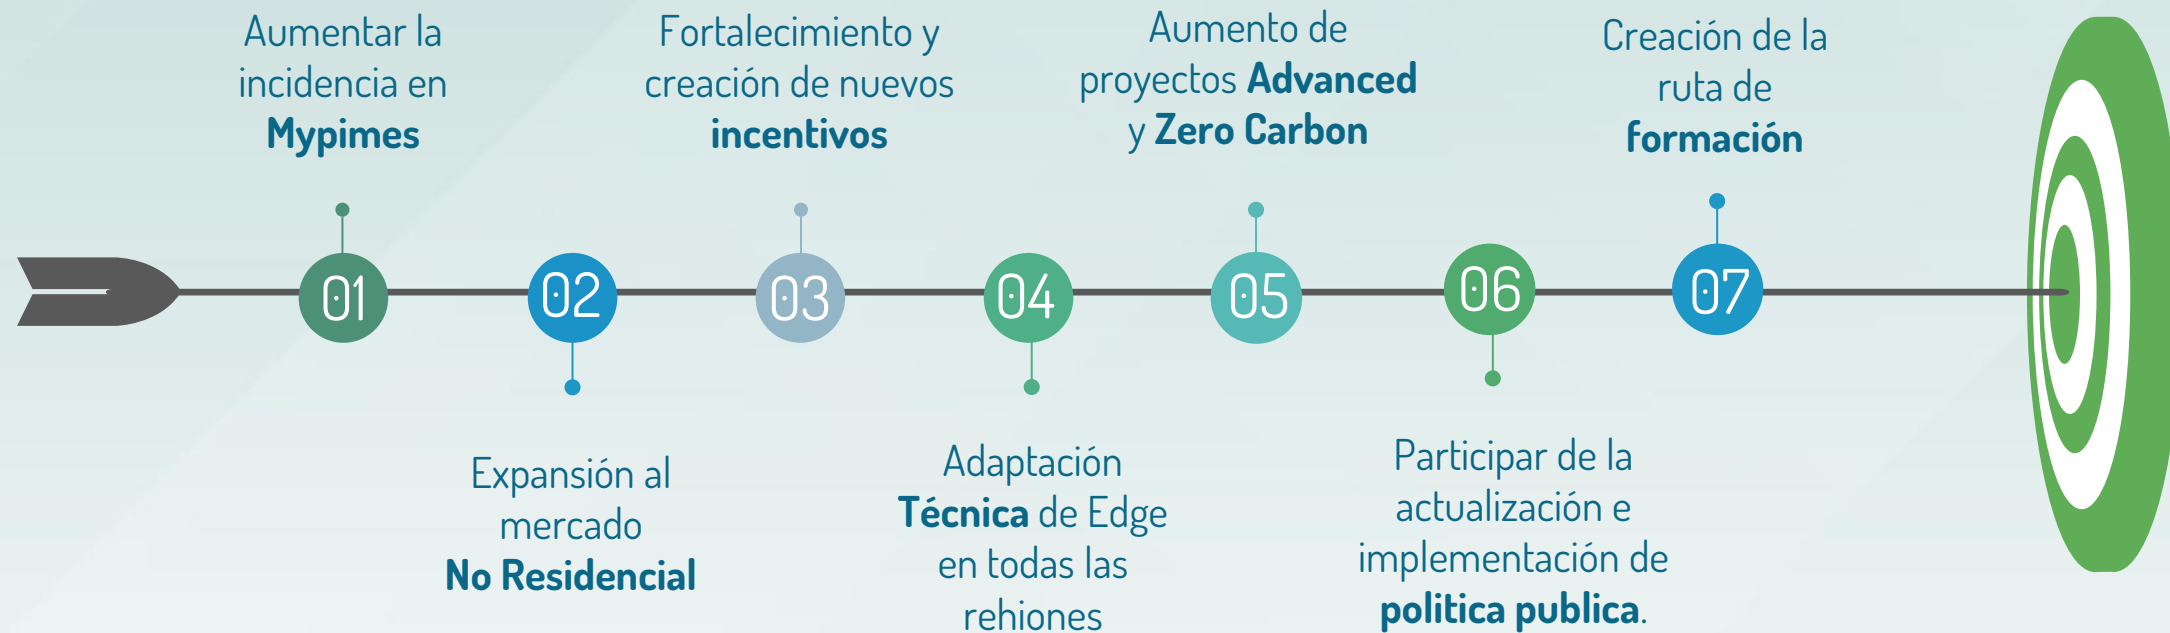 Aumentar la
incidencia en
Mypimes
Fortalecimiento y
creación de nuevos
incentivos
Aumento de
proyectos Advanced
y Zero Carbon
Creación de la
ruta de
formación
01
02
03
04
05
06
07
Expansión al
mercado
No Residencial
Adaptación
Técnica de Edge
en todas las
rehiones
Participar de la
actualización e
implementación de
politica publica.